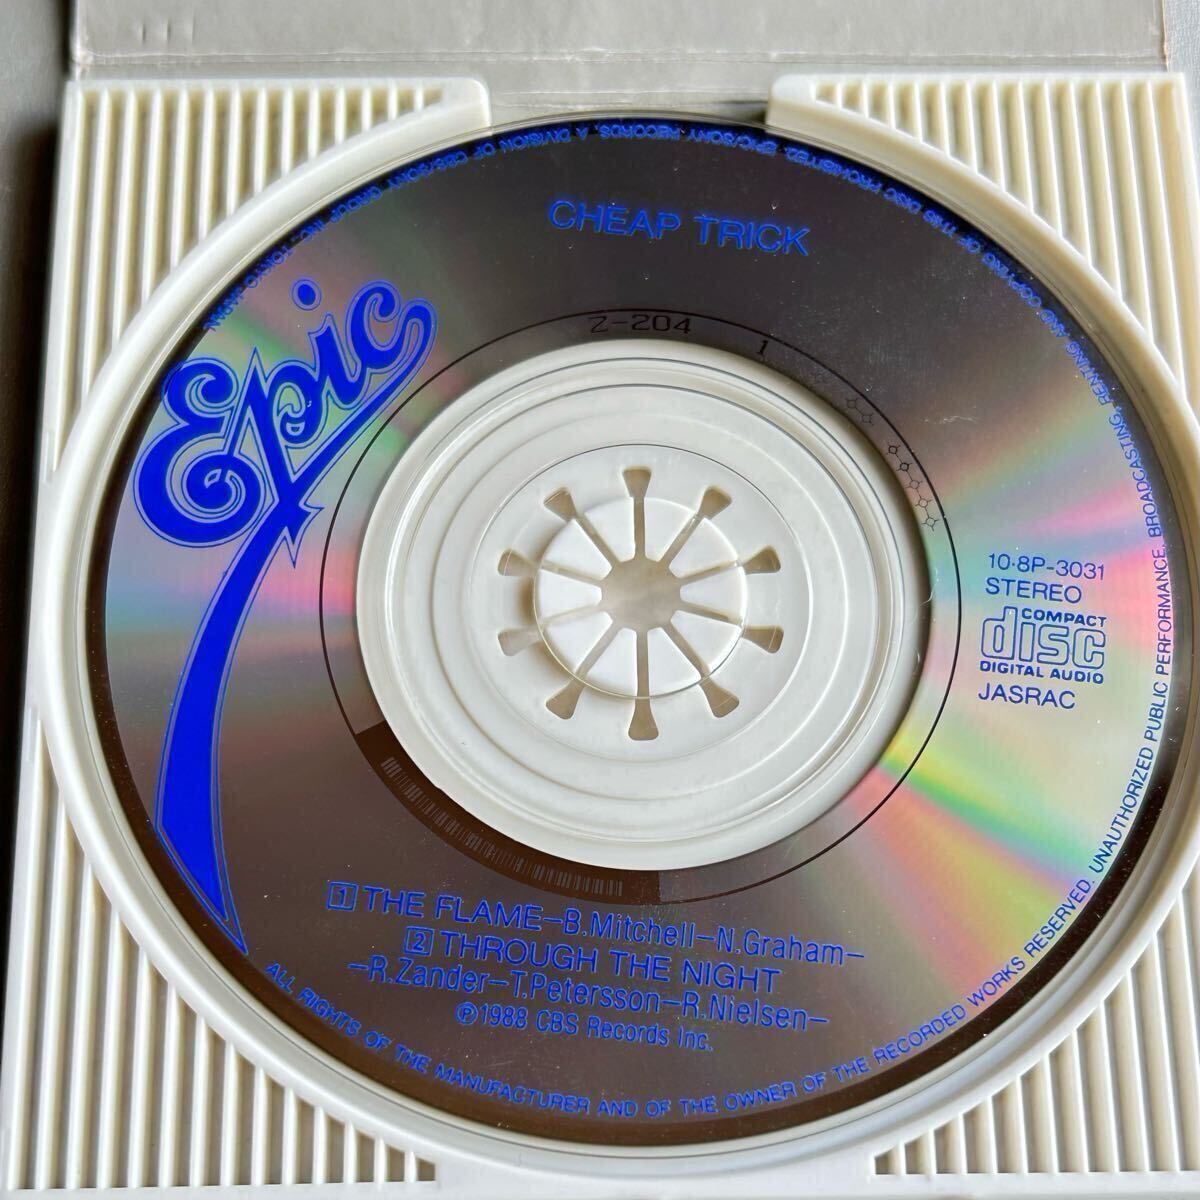 CHEAP TRICK
Epic
Z-204 1
10·8P-3031
STEREO
COMPACT
disc
DIGITAL AUDIO
JASRAC
1 THE FLAME—B.Mitchell—N.Graham—
2 THROUGH THE NIGHT
—R.Zander—T.Petersson—R.Nielsen—
℗1988 CBS Records Inc.
ALL RIGHTS OF THE MANUFACTURER AND OF THE OWNER OF THE RECORDED WORKS RESERVED. UNAUTHORIZED PUBLIC PERFORMANCE, BROADCASTING, RENTING AND COPYING OF THIS DISC PROHIBITED. EPIC/SONY RECORDS, A DIVISION OF CBS/SONY GROUP INC., TOKYO JAPAN.